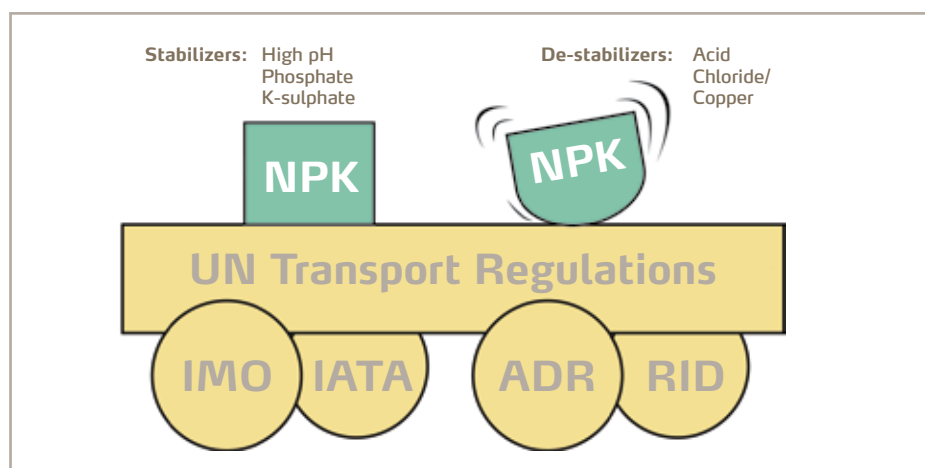 Stabilizers: High pH
Phosphate
K-sulphate
De-stabilizers: Acid
Chloride/
Copper
NPK
NPK
UN Transport Regulations
IMO IATA ADR RID